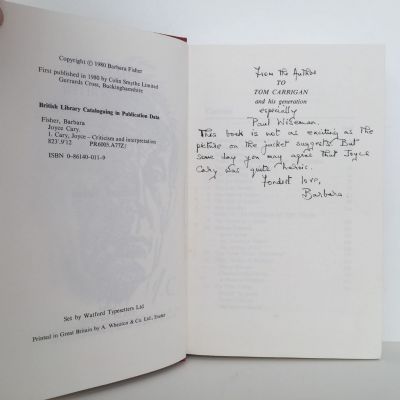 Copyright © 1980 Barbara Fisher
First published in 1980 by Colin Smythe Limited
Gerrards Cross, Buckinghamshire
British Library Cataloguing in Publication Data
Fisher, Barbara
Joyce Cary.
1. Cary, Joyce – Criticism and interpretation
823'.9'12 PR6005.A77Z/
ISBN 0-86140-011-9
Set by Watford Typesetters Ltd
Printed in Great Britain by A. Wheaton & Co. Ltd., Exeter
From the Author
TO
TOM CARRIGAN
and his generation
especially
Paul Wiseman.
This book is not as exciting as the
picture on the jacket suggests. But
some day you may agree that Joyce
Cary was quite heroic.
Fondest love,
Barbara.